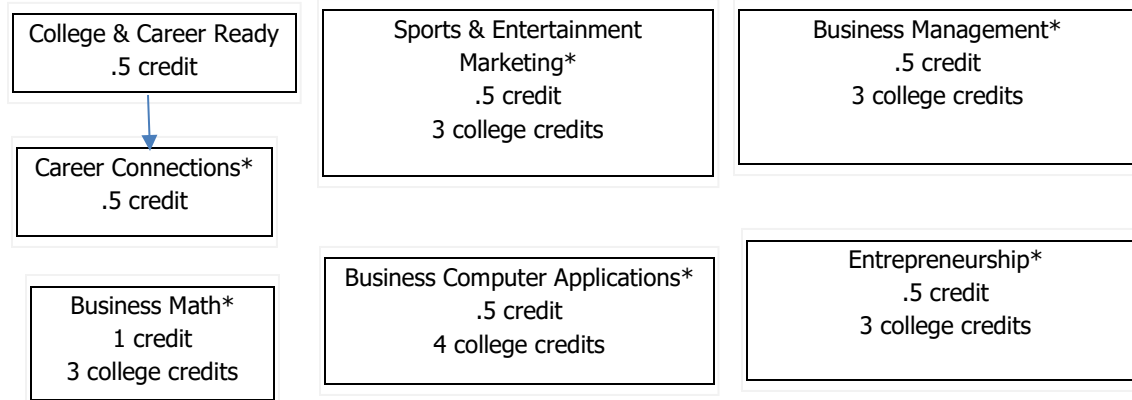 College & Career Ready
.5 credit
Career Connections*
.5 credit
Business Math*
1 credit
3 college credits
Sports & Entertainment
Marketing*
.5 credit
3 college credits
Business Computer Applications*
.5 credit
4 college credits
Business Management*
.5 credit
3 college credits
Entrepreneurship*
.5 credit
3 college credits